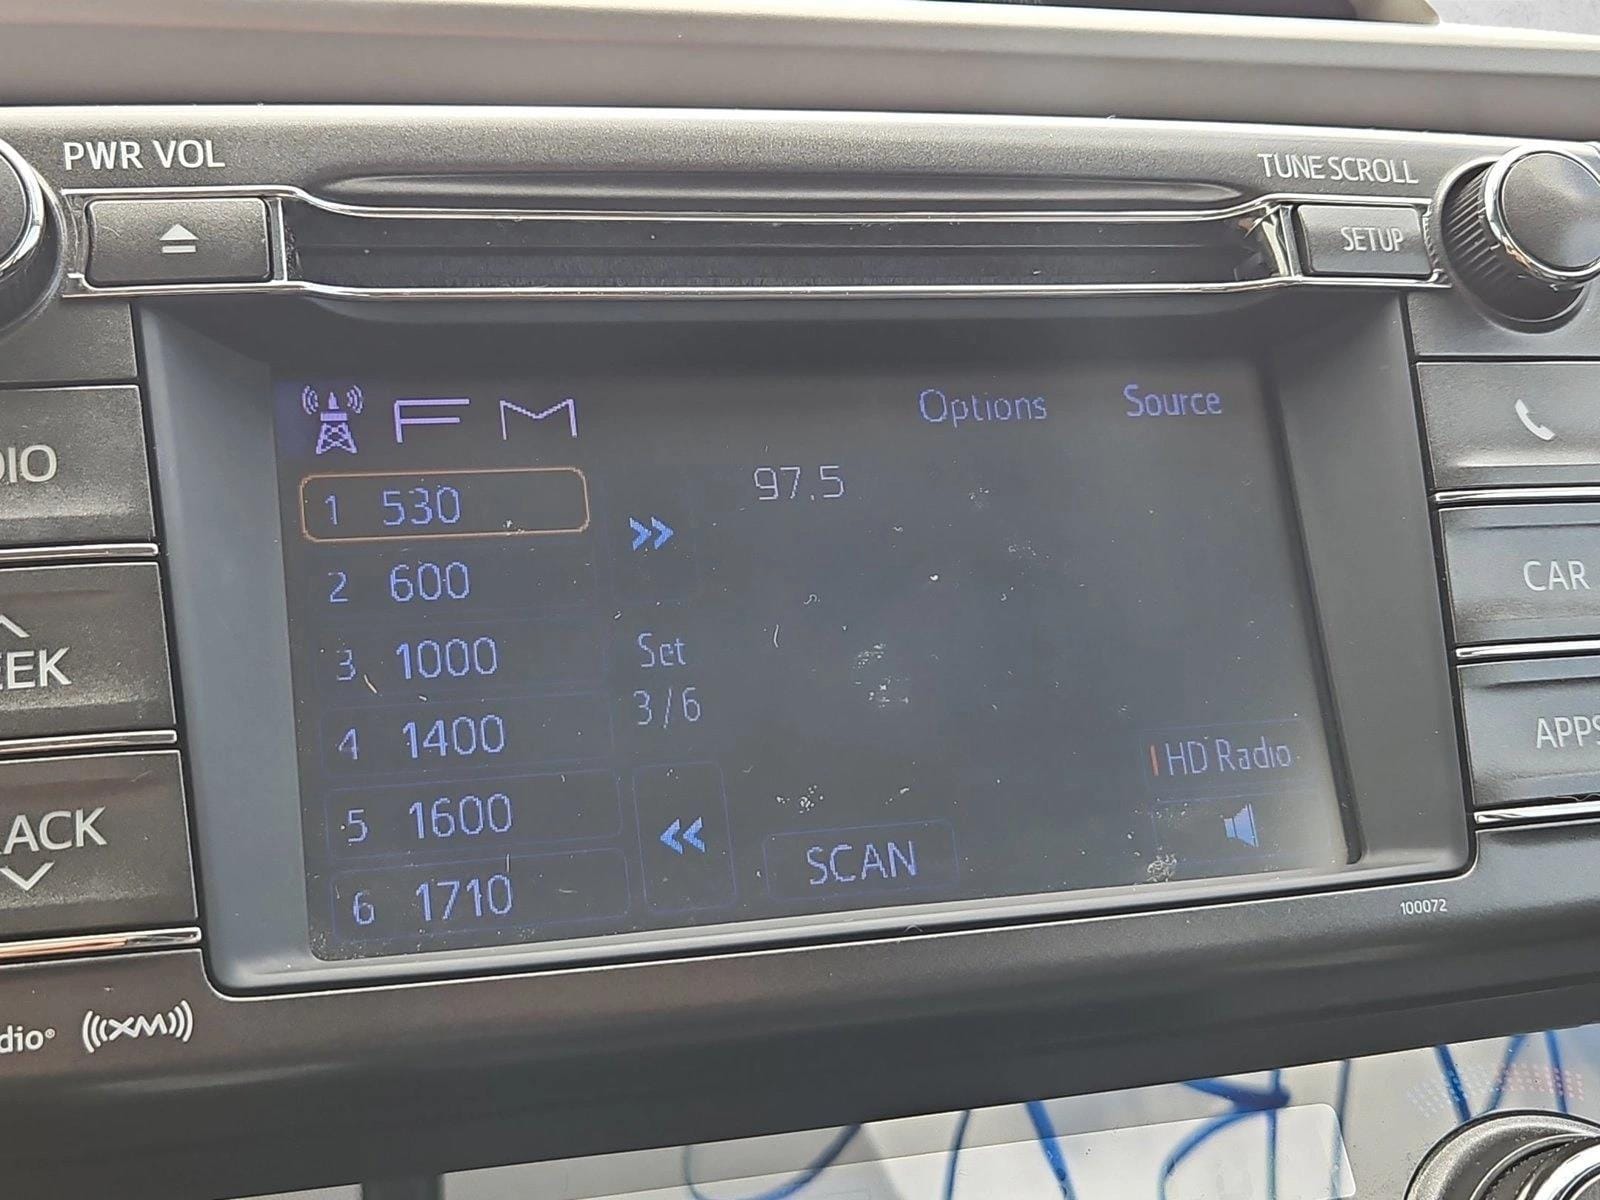 PWR VOL
TUNE SCROLL
SETUP
FM
Options
Source
1 530
97.5
2 600
3 1000
Set
3/6
4 1400
HD Radio
5 1600
SCAN
6 1710
CAR
APPS
100072
IO
EEK
ACK
dio®
((XM))